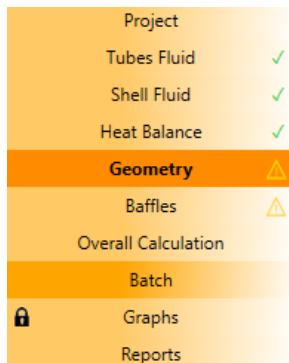 Project
Tubes Fluid
Shell Fluid
Heat Balance
Geometry
Baffles
Overall Calculation
Batch
Graphs
Reports